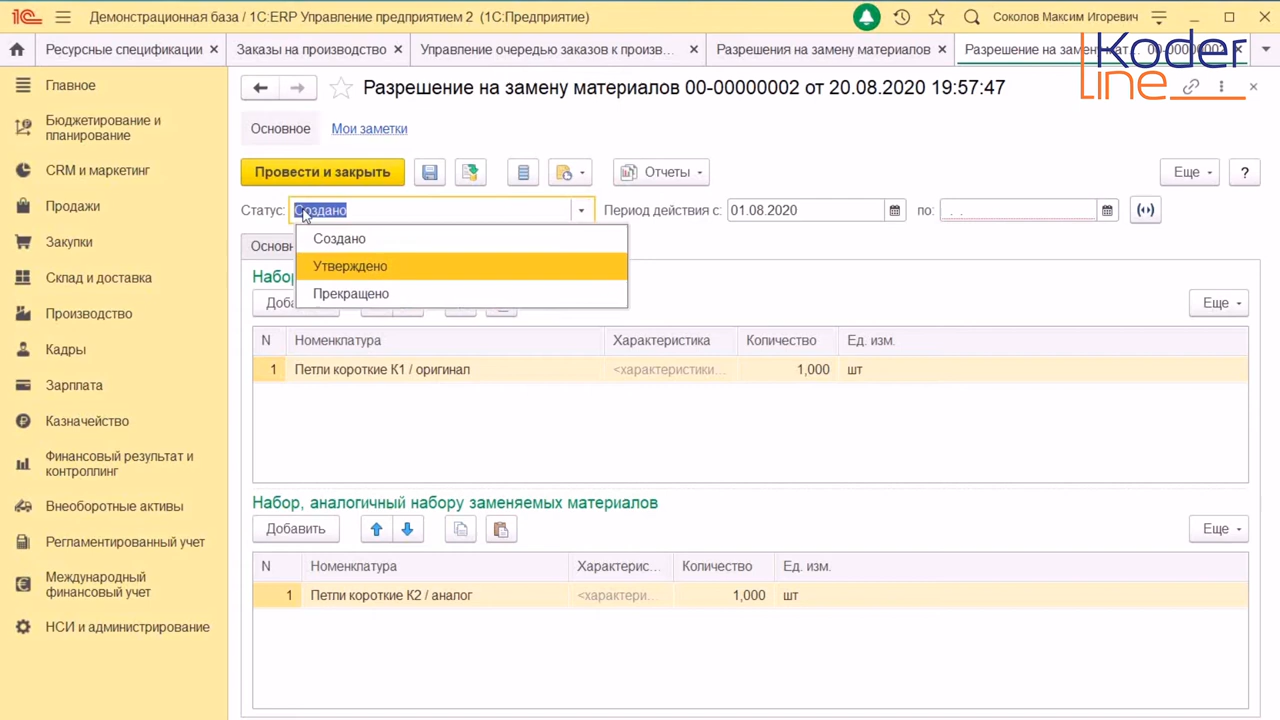 1С Демонстрационная база / 1С:ERP Управление предприятием 2 (1С:Предприятие) Соколов Максим Игоревич
Ресурсные спецификации × Заказы на производство × Управление очередью заказов к произв... × Разрешения на замену материалов × Разрешение на замену мат... 00-00000002 ×
Koder
line
Главное
Бюджетирование и
планирование
CRM и маркетинг
Продажи
Закупки
Склад и доставка
Производство
Кадры
Зарплата
Казначейство
Финансовый результат и
контроллинг
Внеоборотные активы
Регламентированный учет
Международный
финансовый учет
НСИ и администрирование
Разрешение на замену материалов 00-00000002 от 20.08.2020 19:57:47
Основное Мои заметки
Провести и закрыть Отчеты Еще ?
Статус: Создано Период действия с: 01.08.2020 по: . .
Создано
Утверждено
Прекращено
Еще
N Номенклатура Характеристика Количество Ед. изм.
1 Петли короткие К1 / оригинал <характеристики... 1,000 шт
Набор, аналогичный набору заменяемых материалов
Добавить Еще
N Номенклатура Характерис... Количество Ед. изм.
1 Петли короткие К2 / аналог <характери... 1,000 шт